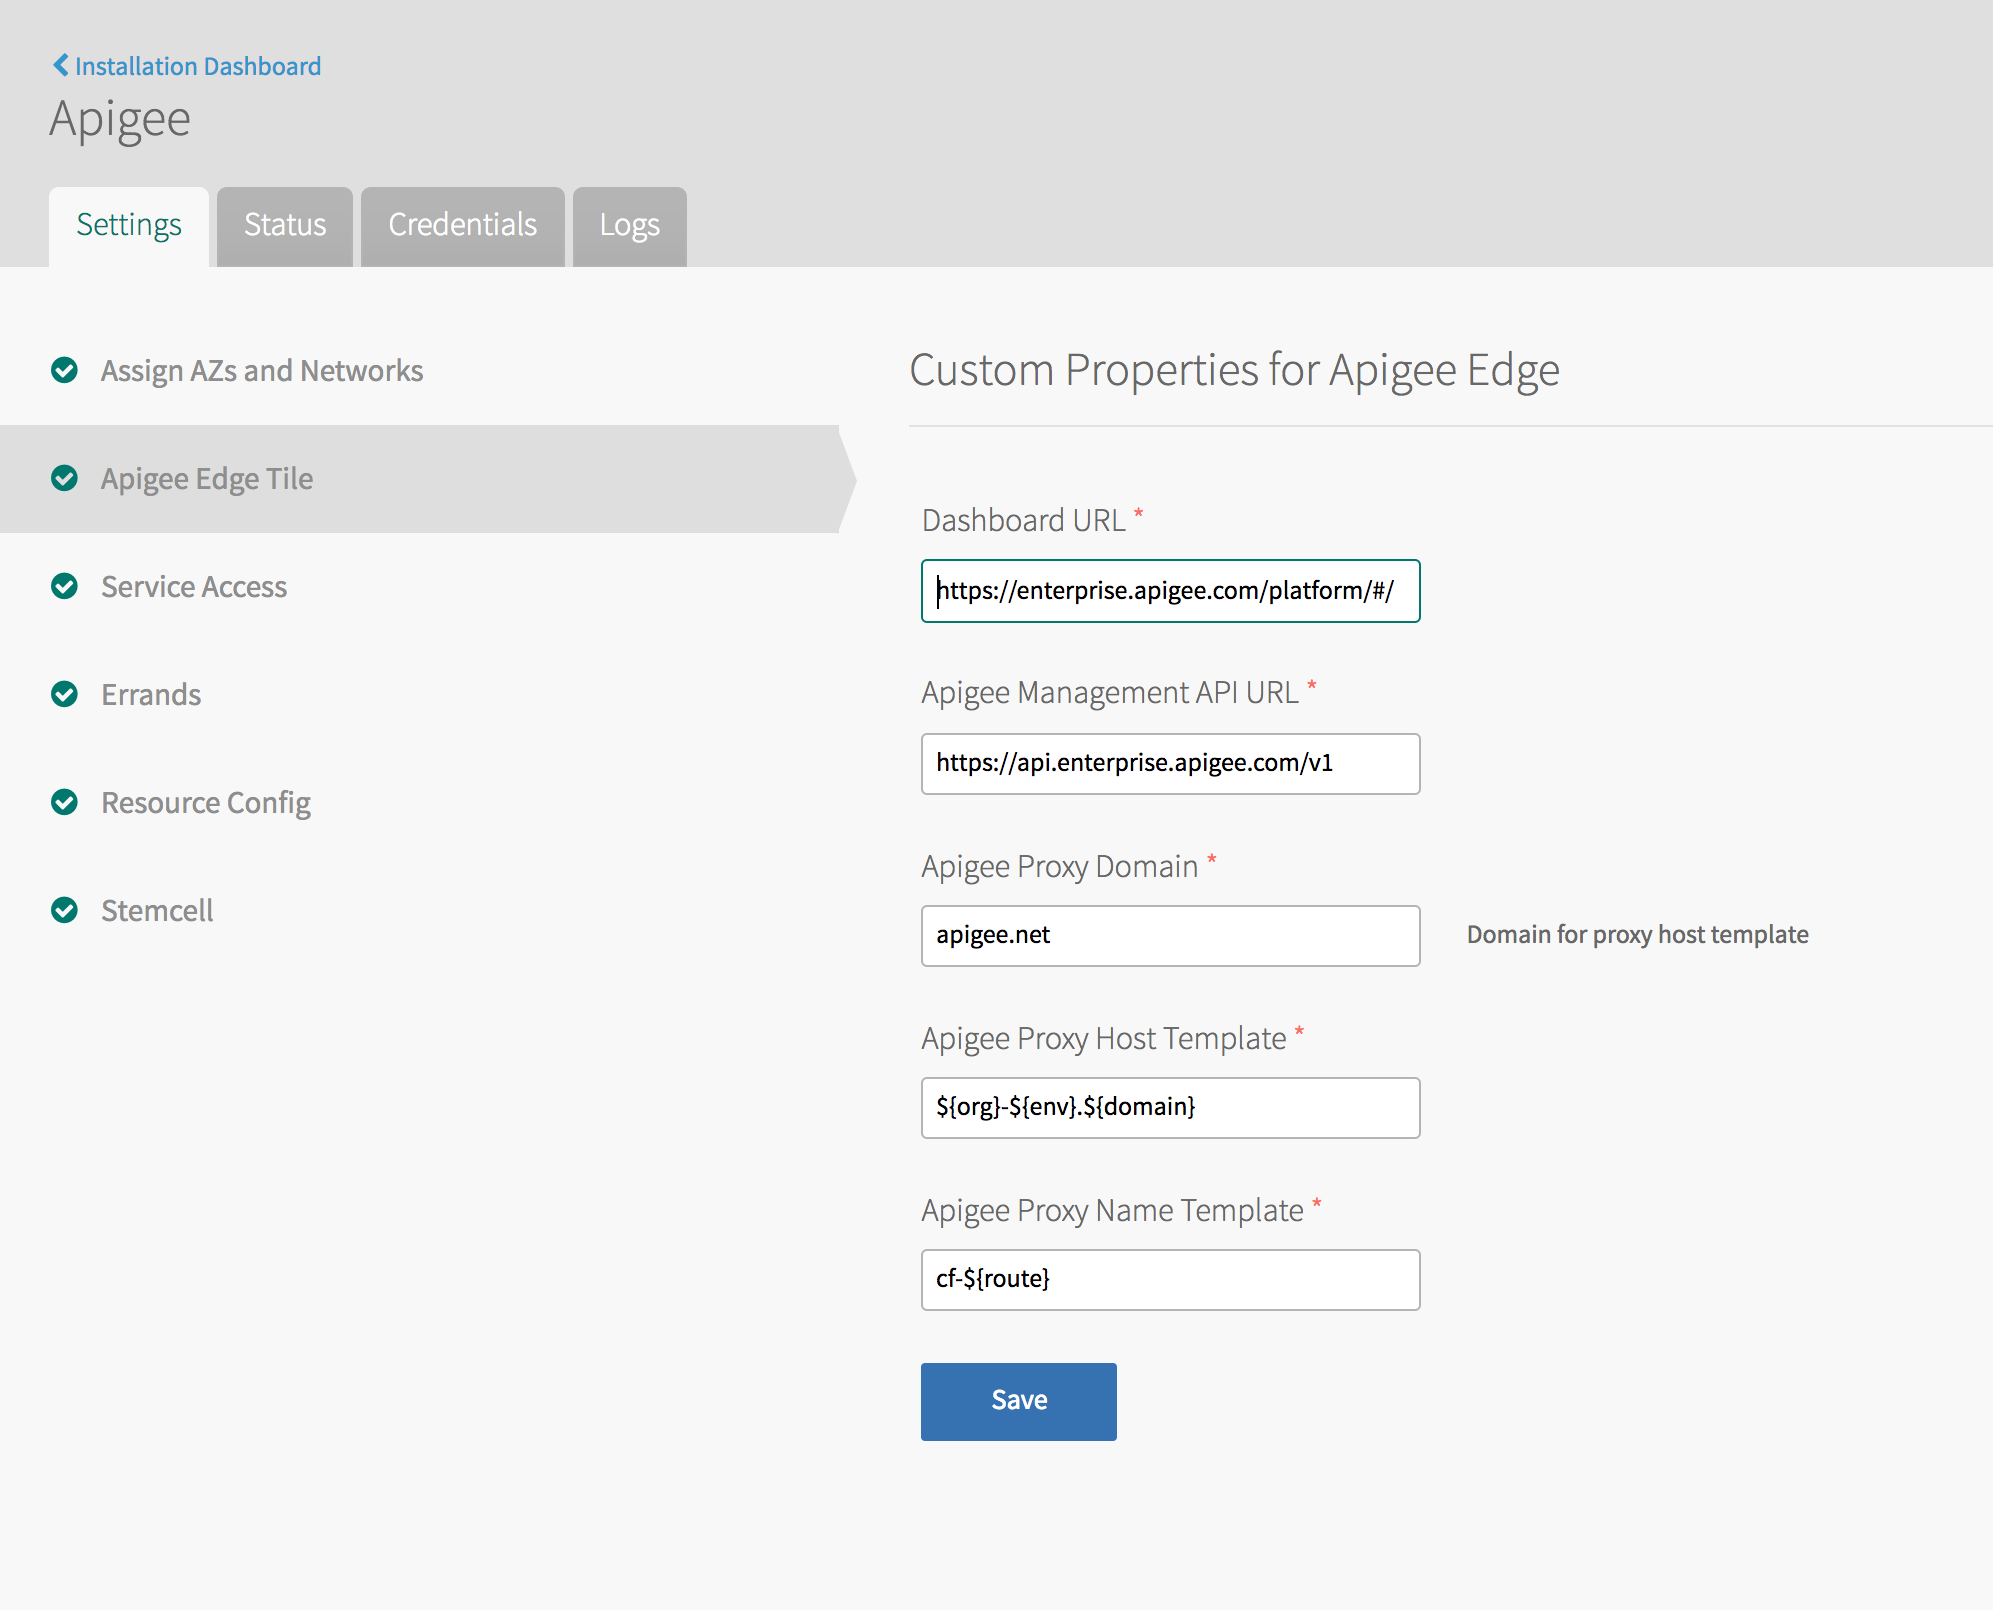 Installation Dashboard
Apigee
Settings
Status
Credentials
Logs
Assign AZs and Networks
Apigee Edge Tile
Service Access
Errands
Resource Config
Stemcell
Custom Properties for Apigee Edge
Dashboard URL *
https://enterprise.apigee.com/platform/#/
Apigee Management API URL *
https://api.enterprise.apigee.com/v1
Apigee Proxy Domain *
apigee.net
Domain for proxy host template
Apigee Proxy Host Template *
${org}-${env}.${domain}
Apigee Proxy Name Template *
cf-${route}
Save